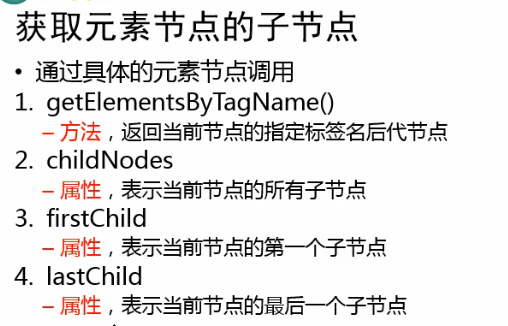 获取元素节点的子节点
• 通过具体的元素节点调用
1. getElementsByTagName()
– 方法，返回当前节点的指定标签名后代节点
2. childNodes
– 属性，表示当前节点的所有子节点
3. firstChild
– 属性，表示当前节点的第一个子节点
4. lastChild
– 属性，表示当前节点的最后一个子节点